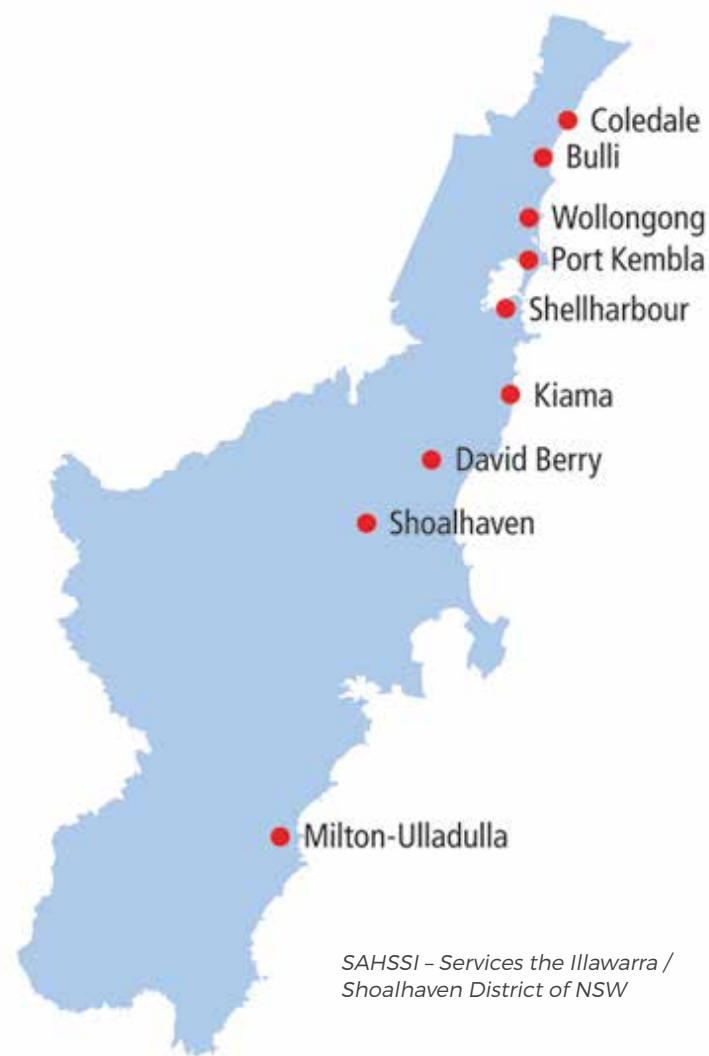 Coledale
Bulli
Wollongong
Port Kembla
Shellharbour
Kiama
David Berry
Shoalhaven
Milton-Ulladulla
SAHSSI – Services the Illawarra /
Shoalhaven District of NSW